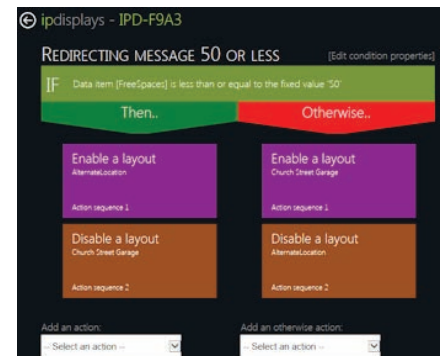 ipdisplays - IPD-F9A3
REDIRECTING MESSAGE 50 OR LESS
[Edit condition properties]
IF Data item [FreeSpaces] is less than or equal to the fixed value '50'
Then..
Otherwise..
Enable a layout
AlternateLocation
Action sequence 1
Enable a layout
Church Street Garage
Action sequence 1
Disable a layout
Church Street Garage
Action sequence 2
Disable a layout
AlternateLocation
Action sequence 2
Add an action:
-- Select an action --
Add an otherwise action:
-- Select an action --